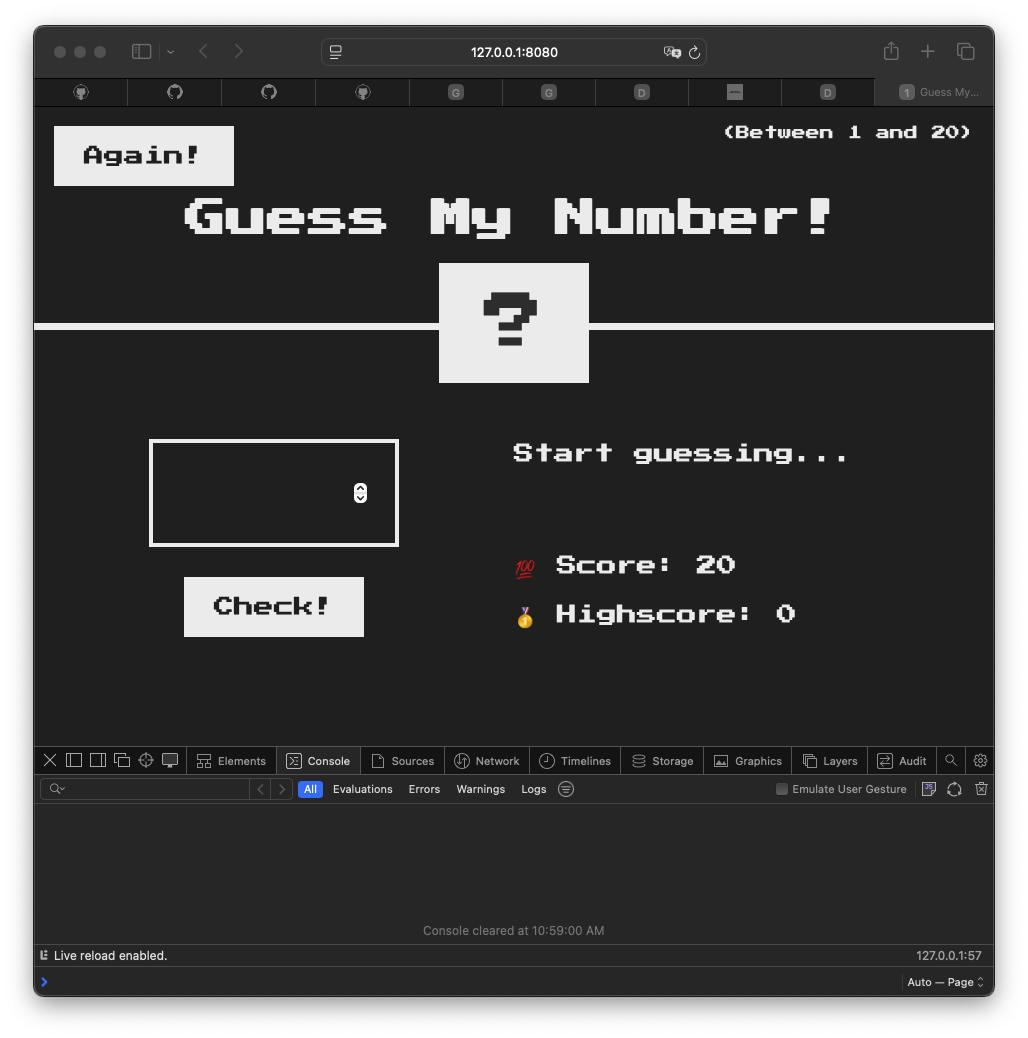 127.0.0.1:8080
G
G
D
D
1 Guess My...
Again!
(Between 1 and 20)
Guess My Number!
?
Start guessing...
💯 Score: 20
Check!
🥇 Highscore: 0
Elements
Console
Sources
Network
Timelines
Storage
Graphics
Layers
Audit
All
Evaluations
Errors
Warnings
Logs
Emulate User Gesture
JS
Console cleared at 10:59:00 AM
Live reload enabled.
127.0.0.1:57
Auto — Page